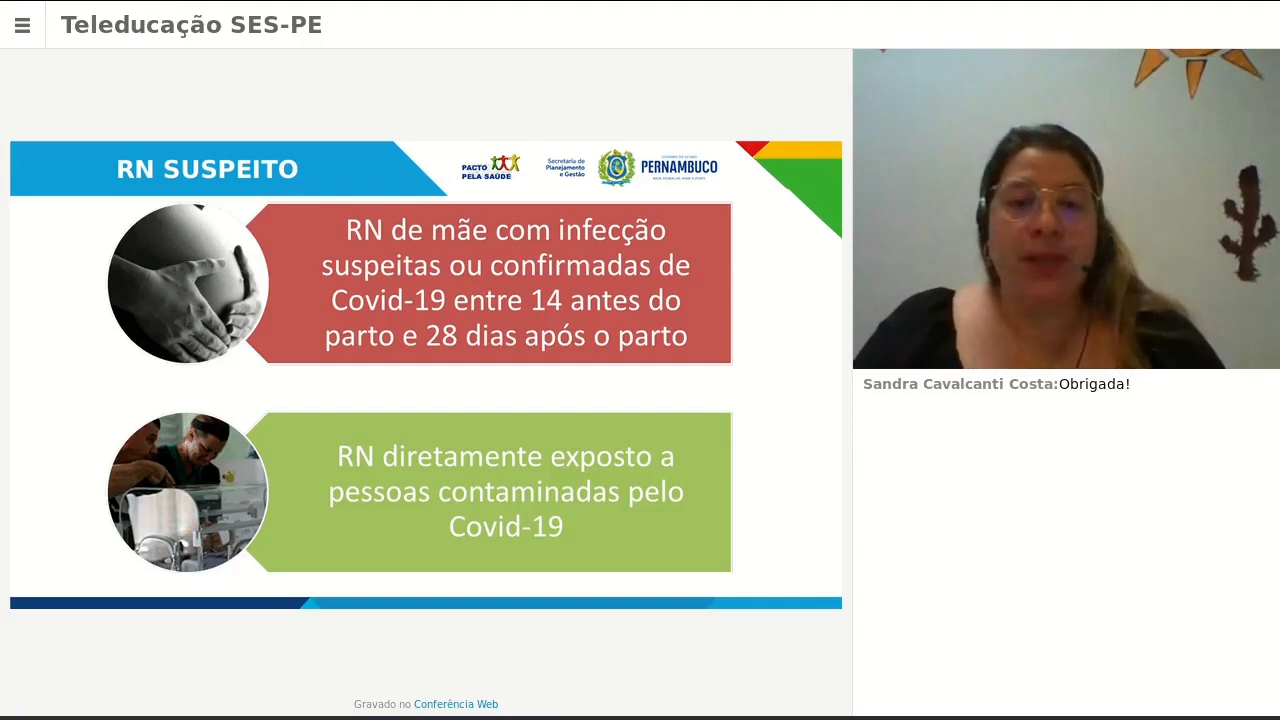 Teleducação SES-PE
RN SUSPEITO
PACTO
PELA SAÚDE
Secretaria de
Planejamento
e Gestão
PERNAMBUCO
RN de mãe com infecção
suspeitas ou confirmadas de
Covid-19 entre 14 antes do
parto e 28 dias após o parto
RN diretamente exposto a
pessoas contaminadas pelo
Covid-19
Sandra Cavalcanti Costa:Obrigada!
Gravado no Conferência Web